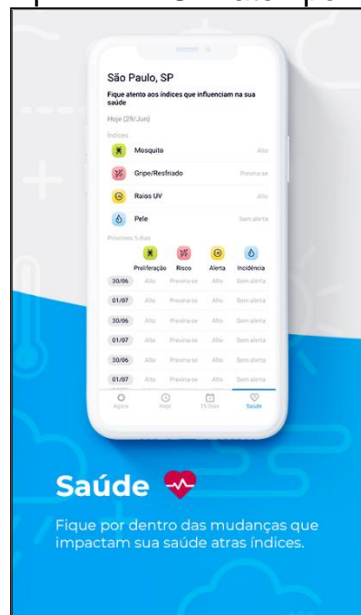 São Paulo, SP
Fique atento aos índices que influenciam na sua
saúde
Hoje (29/Jun)
Índices
Mosquito Alto
Gripe/Resfriado Previna-se
Raios UV Alto
Pele Sem alerta
Próximos 5 dias
Proliferação Risco Alerta Incidência
30/06 Alto Previna-se Alto Sem alerta
01/07 Alto Previna-se Alto Sem alerta
30/06 Alto Previna-se Alto Sem alerta
01/07 Alto Previna-se Alto Sem alerta
30/06 Alto Previna-se Alto Sem alerta
01/07 Alto Previna-se Alto Sem alerta
Agora Hoje 15 Dias Saúde
Saúde
Fique por dentro das mudanças que
impactam sua saúde atras índices.